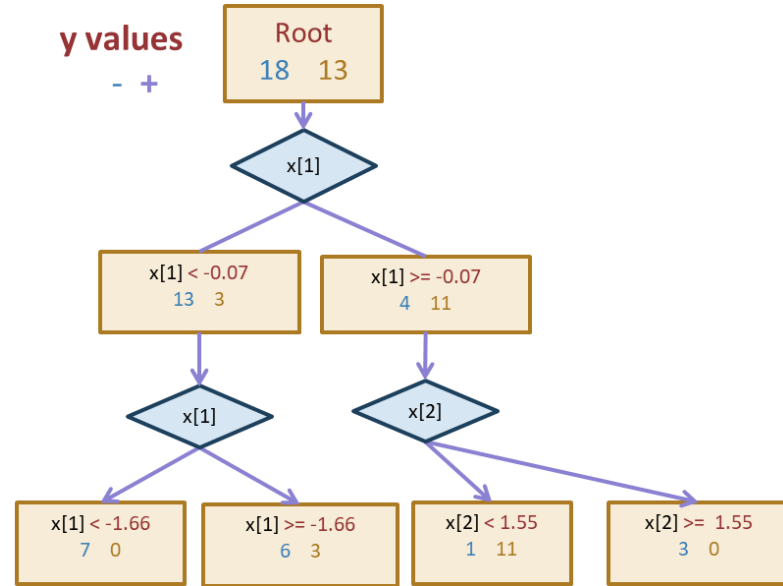 y values
- +
Root
18 13
x[1]
x[1] < -0.07
13 3
x[1] >= -0.07
4 11
x[1]
x[2]
x[1] < -1.66
7 0
x[1] >= -1.66
6 3
x[2] < 1.55
1 11
x[2] >= 1.55
3 0